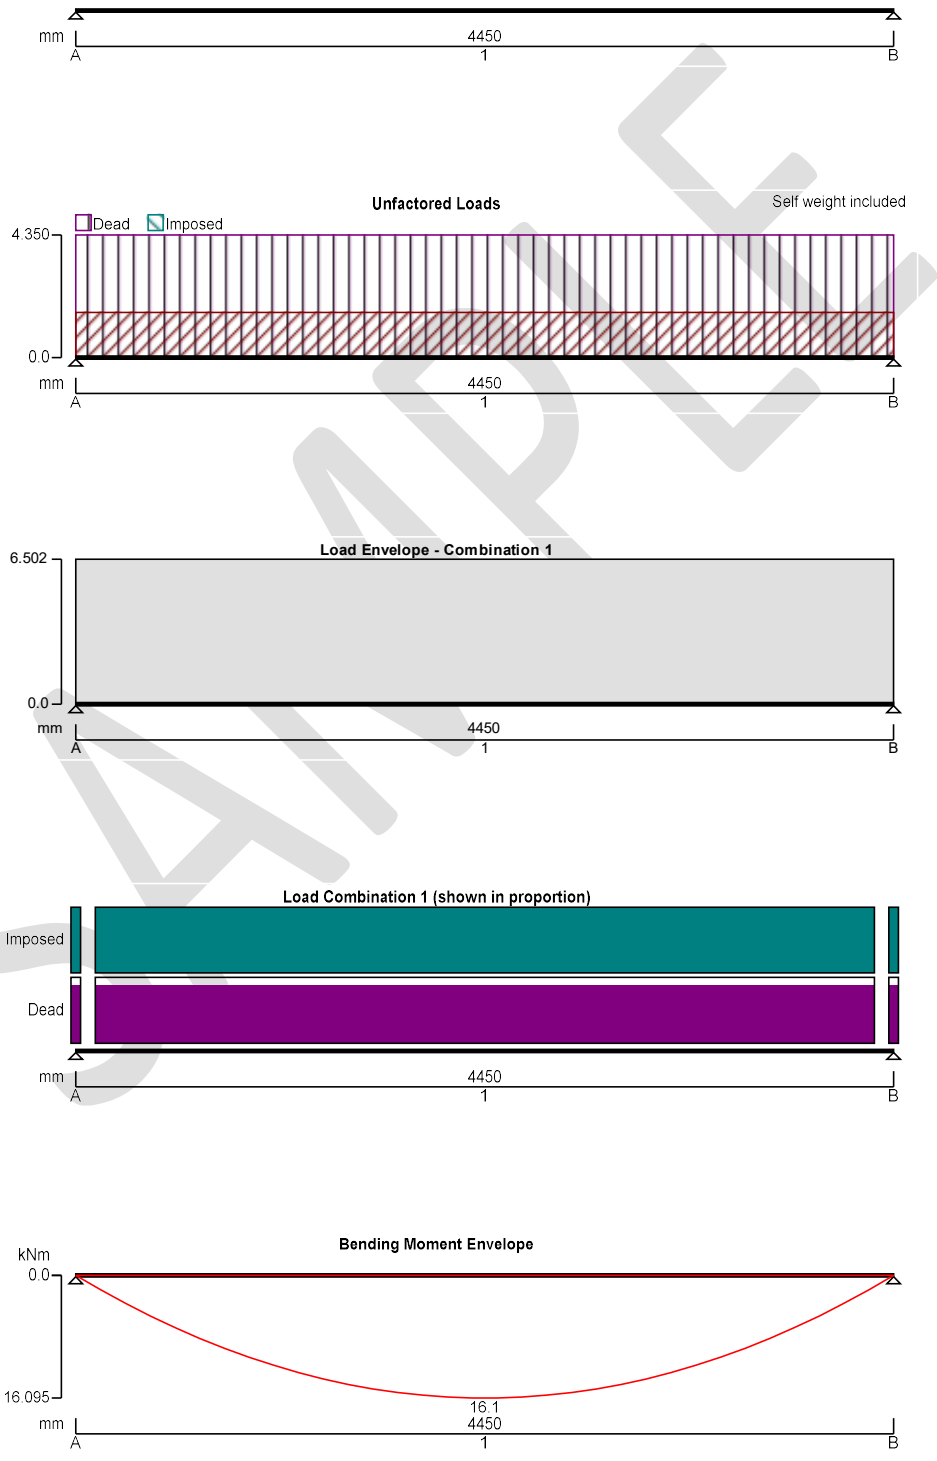 mm
4450
A
1
B
Unfactored Loads
Self weight included
Dead
Imposed
4.350
0.0
mm
4450
A
1
B
Load Envelope - Combination 1
6.502
0.0
mm
4450
A
1
B
Load Combination 1 (shown in proportion)
Imposed
Dead
mm
4450
A
1
B
Bending Moment Envelope
kNm
0.0
16.095
16.1
mm
4450
A
1
B
SAMPLE